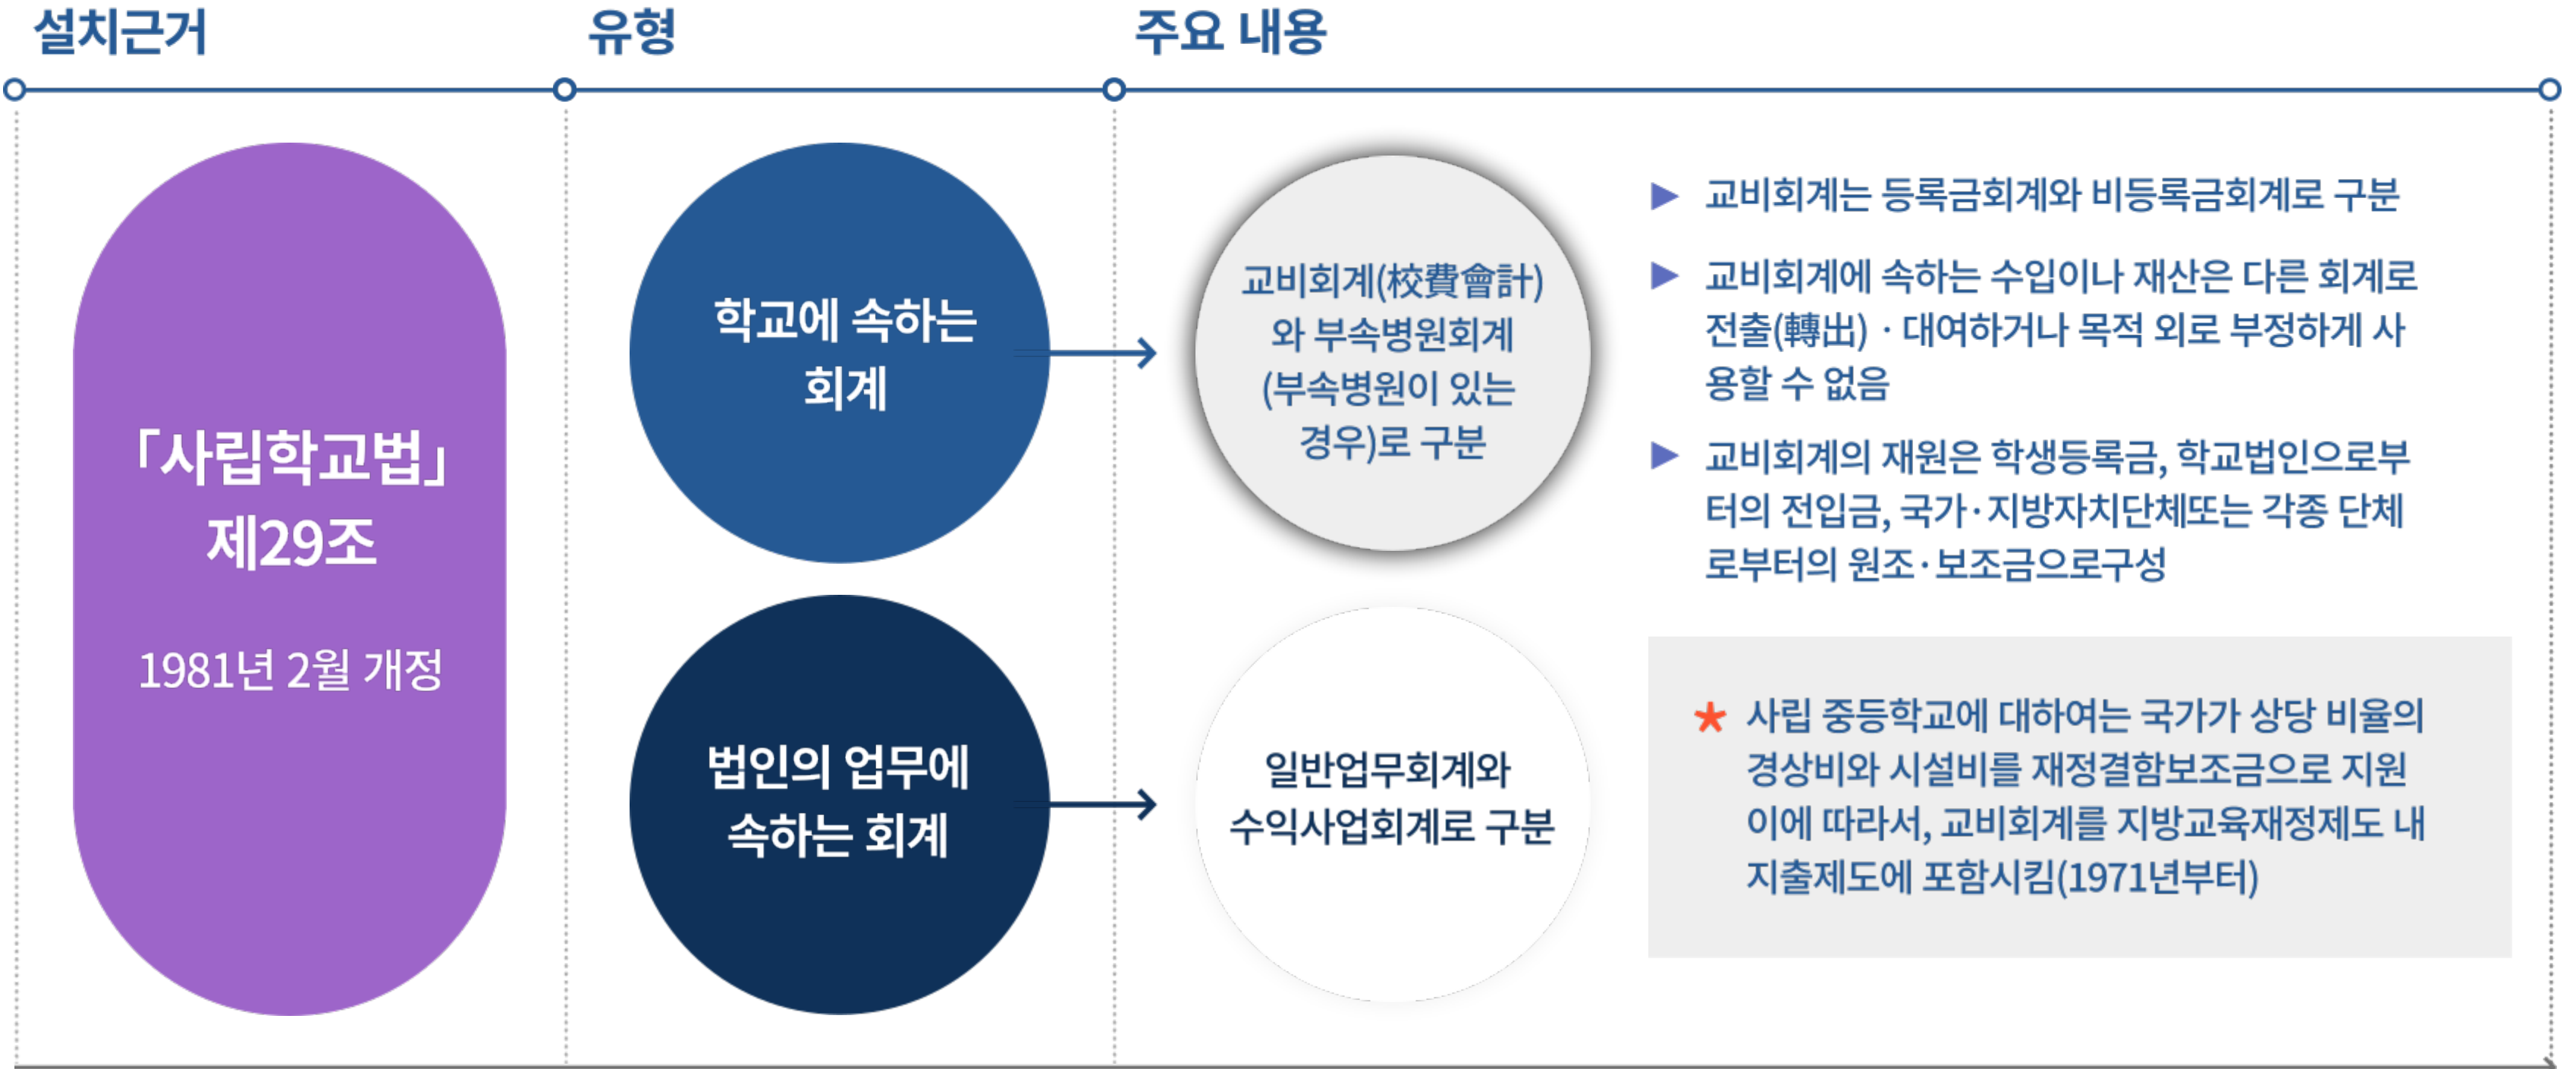 설치근거
유형
주요 내용
「사립학교법」
제29조
1981년 2월 개정
학교에 속하는
회계
법인의 업무에
속하는 회계
교비회계(校費會計)
와 부속병원회계
(부속병원이 있는
경우)로 구분
일반업무회계와
수익사업회계로 구분
▶ 교비회계는 등록금회계와 비등록금회계로 구분
▶ 교비회계에 속하는 수입이나 재산은 다른 회계로
전출(轉出)·대여하거나 목적 외로 부정하게 사
용할 수 없음
▶ 교비회계의 재원은 학생등록금, 학교법인으로부
터의 전입금, 국가·지방자치단체또는 각종 단체
로부터의 원조·보조금으로구성
* 사립 중등학교에 대하여는 국가가 상당 비율의
경상비와 시설비를 재정결함보조금으로 지원
이에 따라서, 교비회계를 지방교육재정제도 내
지출제도에 포함시킴(1971년부터)